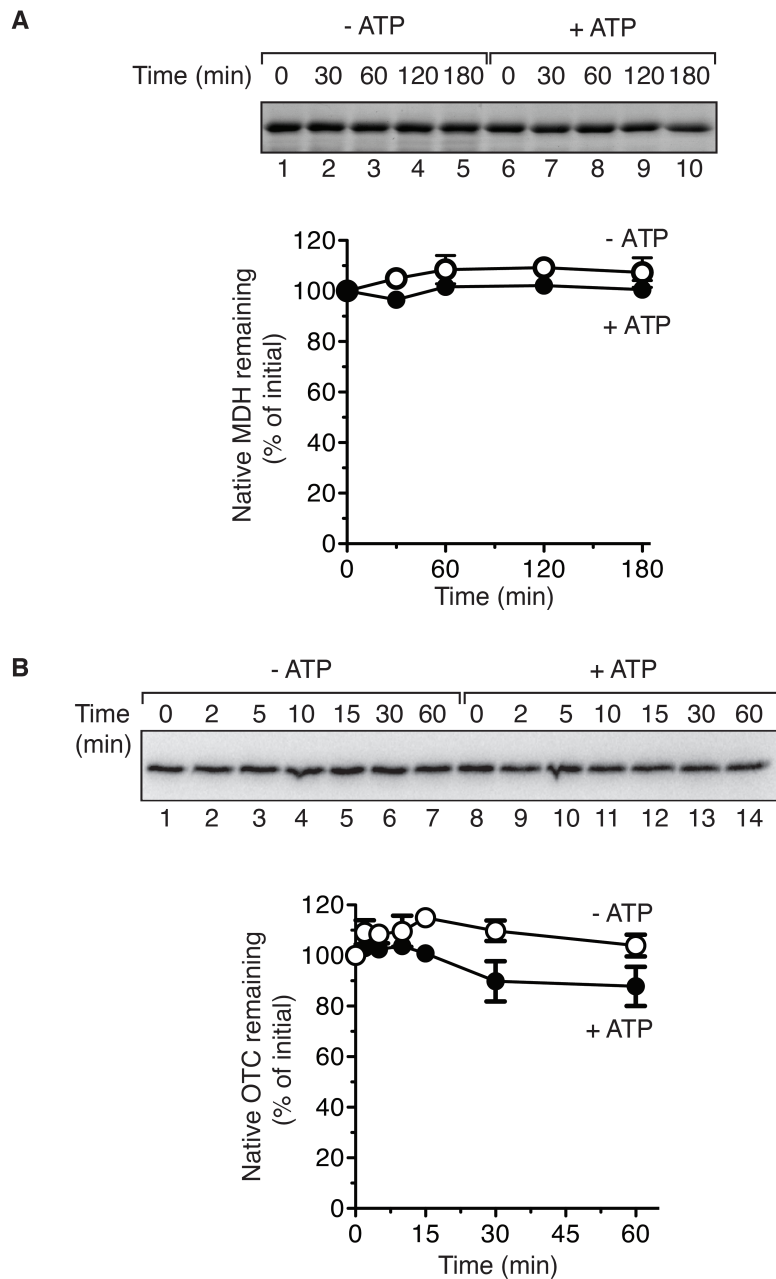 A
- ATP + ATP
Time (min) 0 30 60 120 180 0 30 60 120 180
1 2 3 4 5 6 7 8 9 10
120
100
80
60
40
20
0
Native MDH remaining
(% of initial)
- ATP
+ ATP
0 60 120 180
Time (min)
B
- ATP + ATP
Time 0 2 5 10 15 30 60 0 2 5 10 15 30 60
(min)
1 2 3 4 5 6 7 8 9 10 11 12 13 14
120
100
80
60
40
20
0
Native OTC remaining
(% of initial)
- ATP
+ ATP
0 15 30 45 60
Time (min)